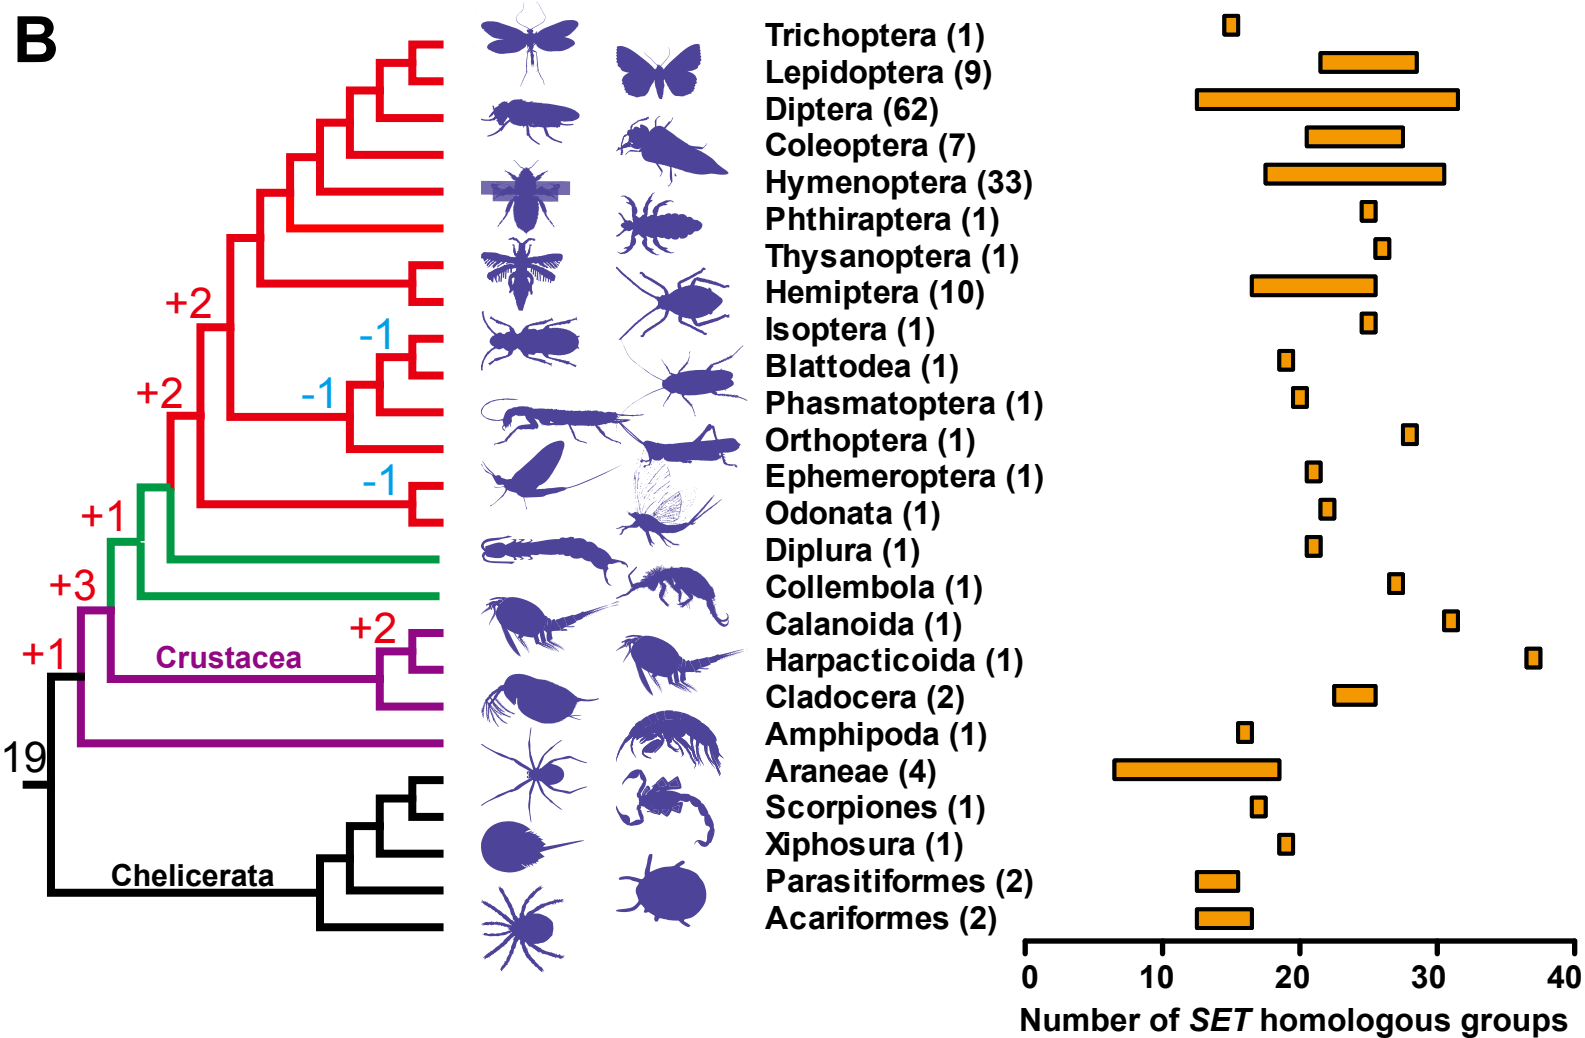 B
Trichoptera (1)
Lepidoptera (9)
Diptera (62)
Coleoptera (7)
Hymenoptera (33)
Phthiraptera (1)
Thysanoptera (1)
Hemiptera (10)
+2
Isoptera (1)
-1
Blattodea (1)
+2
-1
Phasmatoptera (1)
Orthoptera (1)
-1
Ephemeroptera (1)
+1
Odonata (1)
Diplura (1)
+3
Collembola (1)
+2
Calanoida (1)
+1
Crustacea
Harpacticoida (1)
Cladocera (2)
19
Amphipoda (1)
Araneae (4)
Scorpiones (1)
Xiphosura (1)
Chelicerata
Parasitiformes (2)
Acariformes (2)
0 10 20 30 40
Number of SET homologous groups